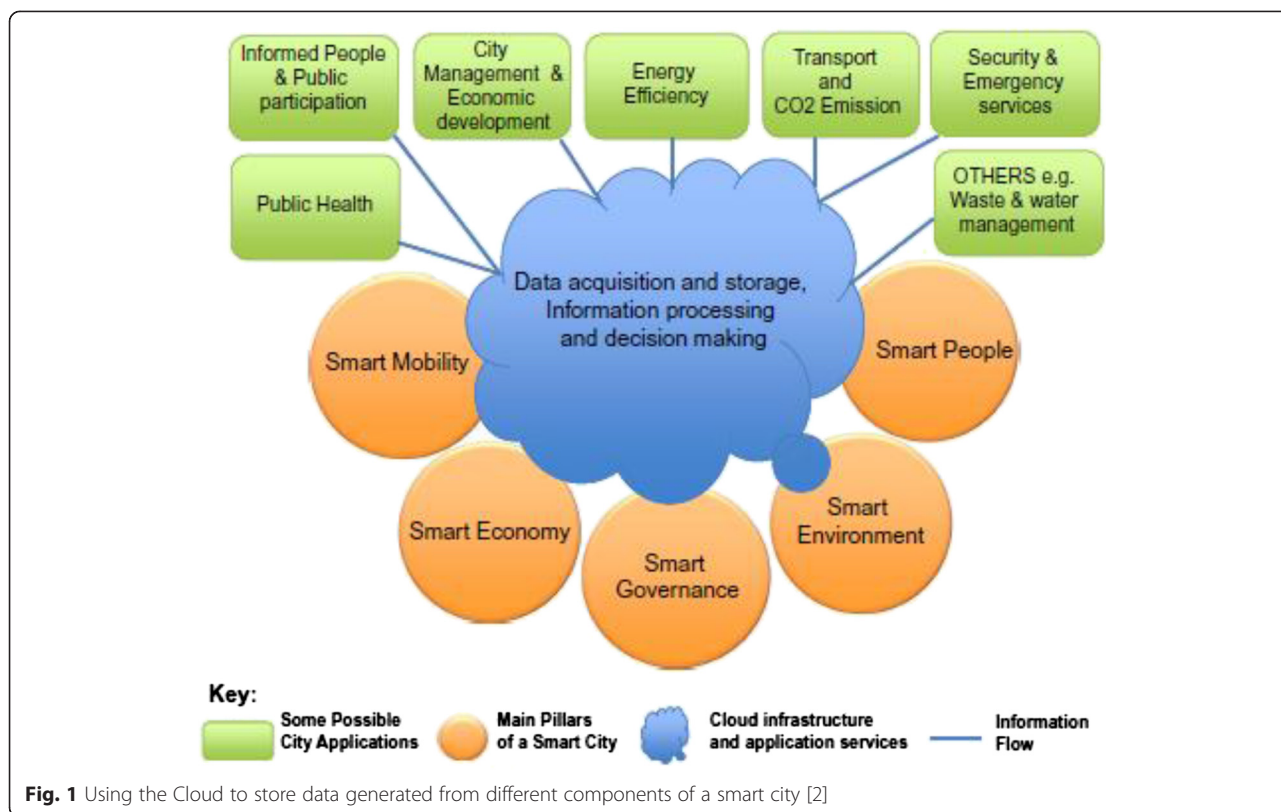 Informed People
& Public
participation
City
Management &
Economic
development
Energy
Efficiency
Transport
and
CO2 Emission
Security &
Emergency
services
Public Health
OTHERS e.g.
Waste & water
management
Data acquisition and storage,
Information processing
and decision making
Smart Mobility
Smart People
Smart Economy
Smart
Governance
Smart
Environment
Key:
Some Possible
City Applications
Main Pillars
of a Smart City
Cloud infrastructure
and application services
Information
Flow
Fig. 1 Using the Cloud to store data generated from different components of a smart city [2]